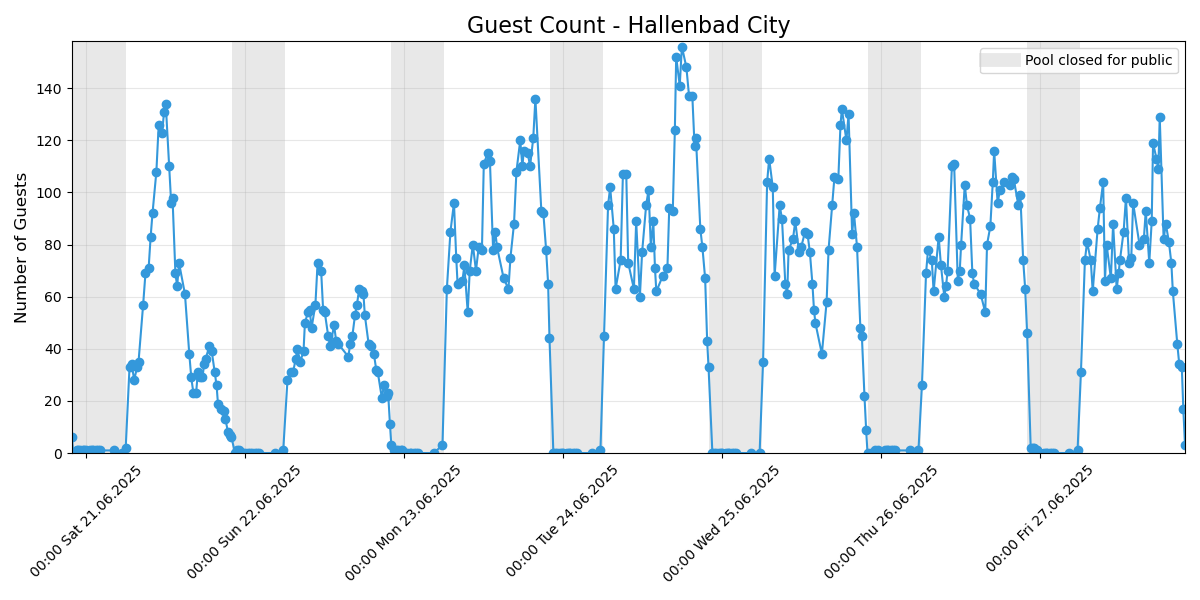 Guest Count - Hallenbad City
Pool closed for public
Number of Guests
140
120
100
80
60
40
20
0
00:00 Sat 21.06.2025
00:00 Sun 22.06.2025
00:00 Mon 23.06.2025
00:00 Tue 24.06.2025
00:00 Wed 25.06.2025
00:00 Thu 26.06.2025
00:00 Fri 27.06.2025